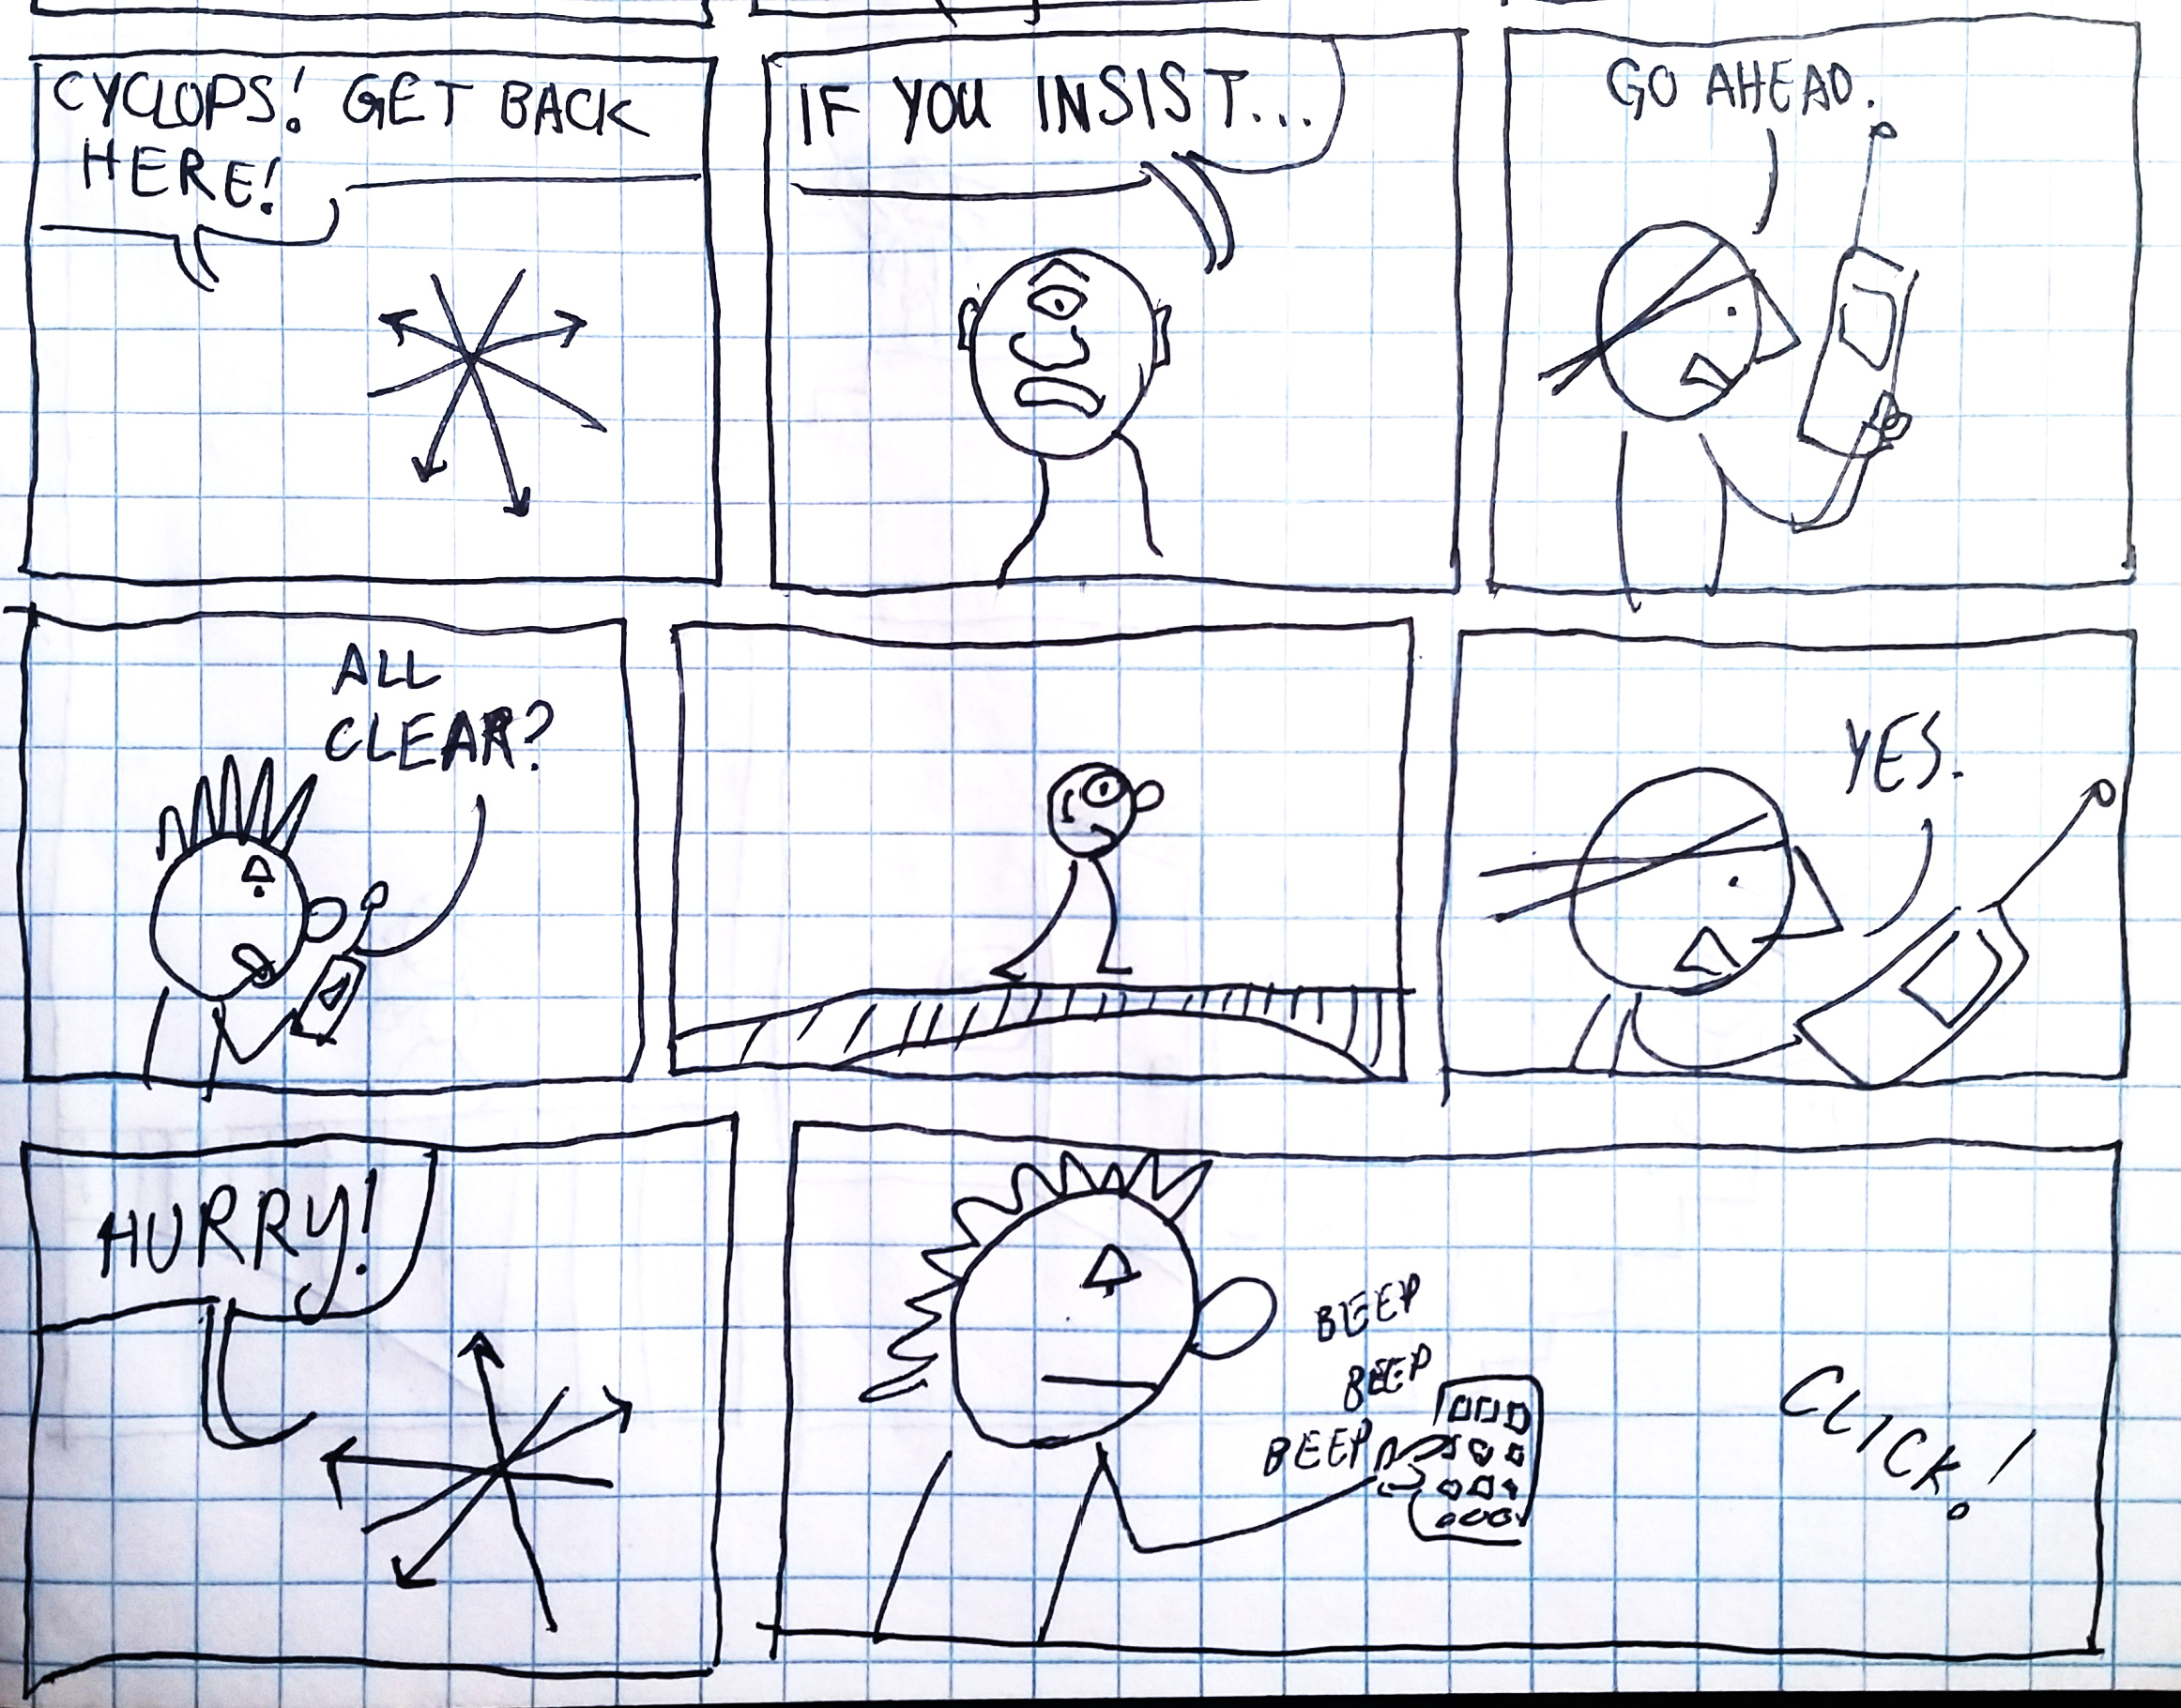 CYCLOPS! GET BACK
HERE!
IF YOU INSIST...
GO AHEAD.
ALL
CLEAR?
YES.
HURRY!
BEEP
BEEP
BEEP
CLICK!